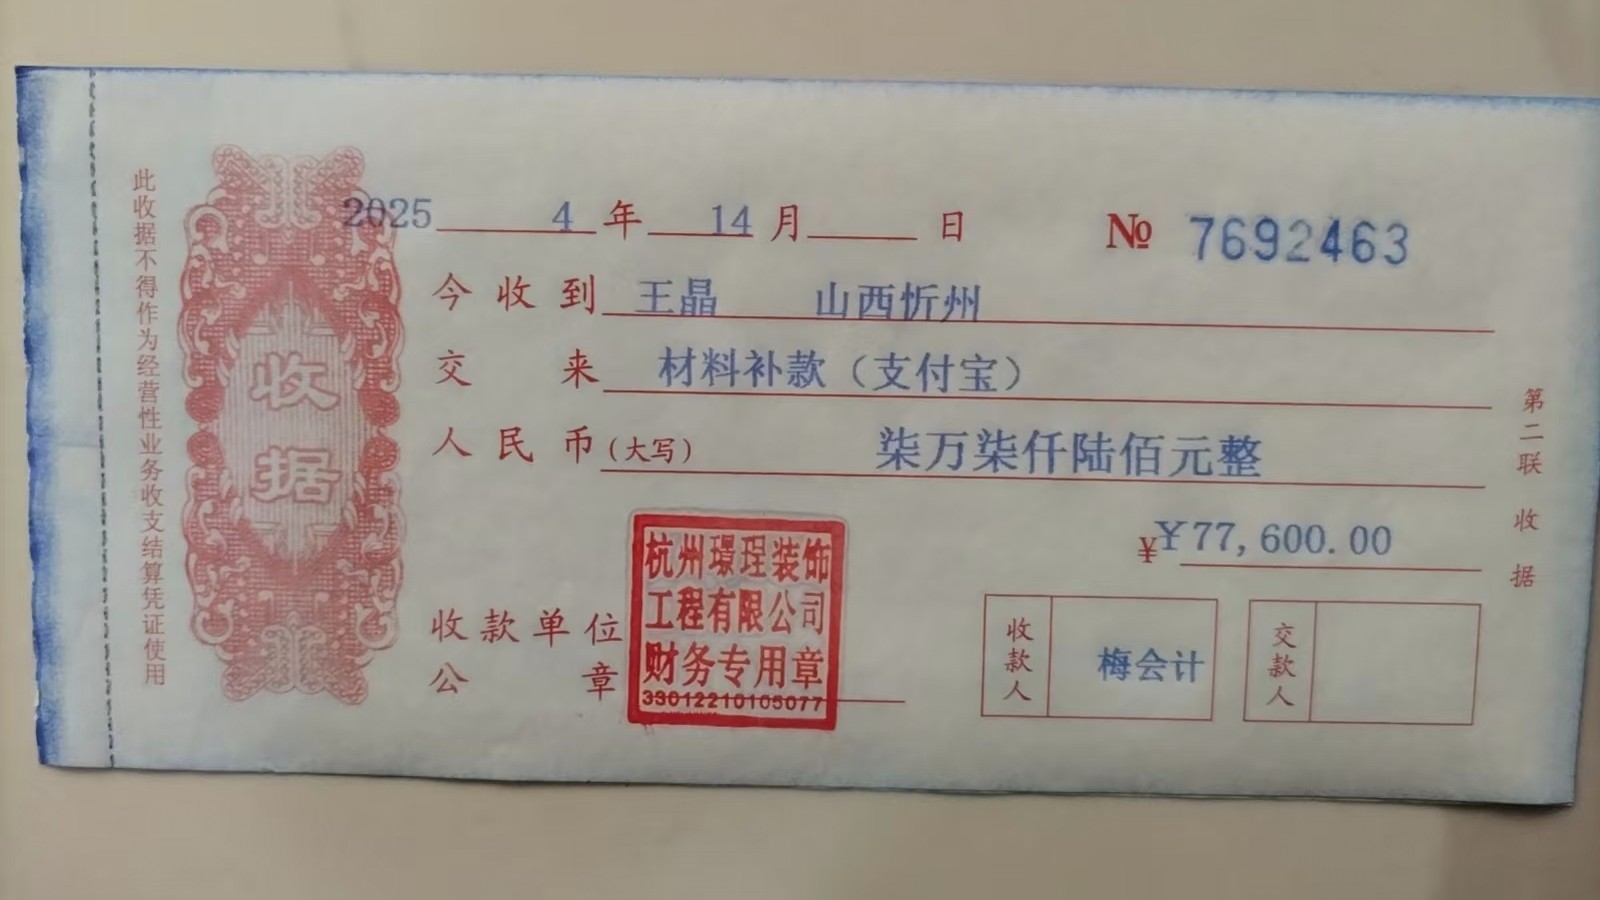 2025 4 年 14 月 日 № 7692463
今收到 王晶 山西忻州
交来 材料补款（支付宝）
人民币(大写) 柒万柒仟陆佰元整
¥¥77,600.00
收款单位公章
杭州璟珵装饰
工程有限公司
财务专用章
33012210105077
收款人 梅会计
交款人
收据
此收据不得作为经营性业务收支结算凭证使用
第二联 收据